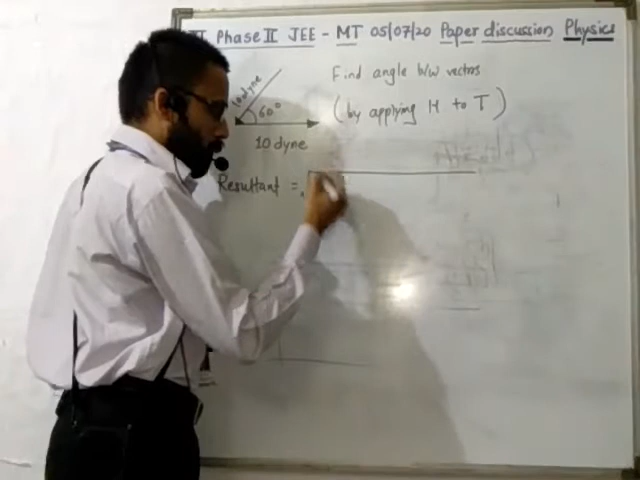 Phase II JEE - MT 05/07/20 Paper discussion Physics
10 dyne
60°
10 dyne
Find angle b/w vectors
(by applying H to T)
Resultant =